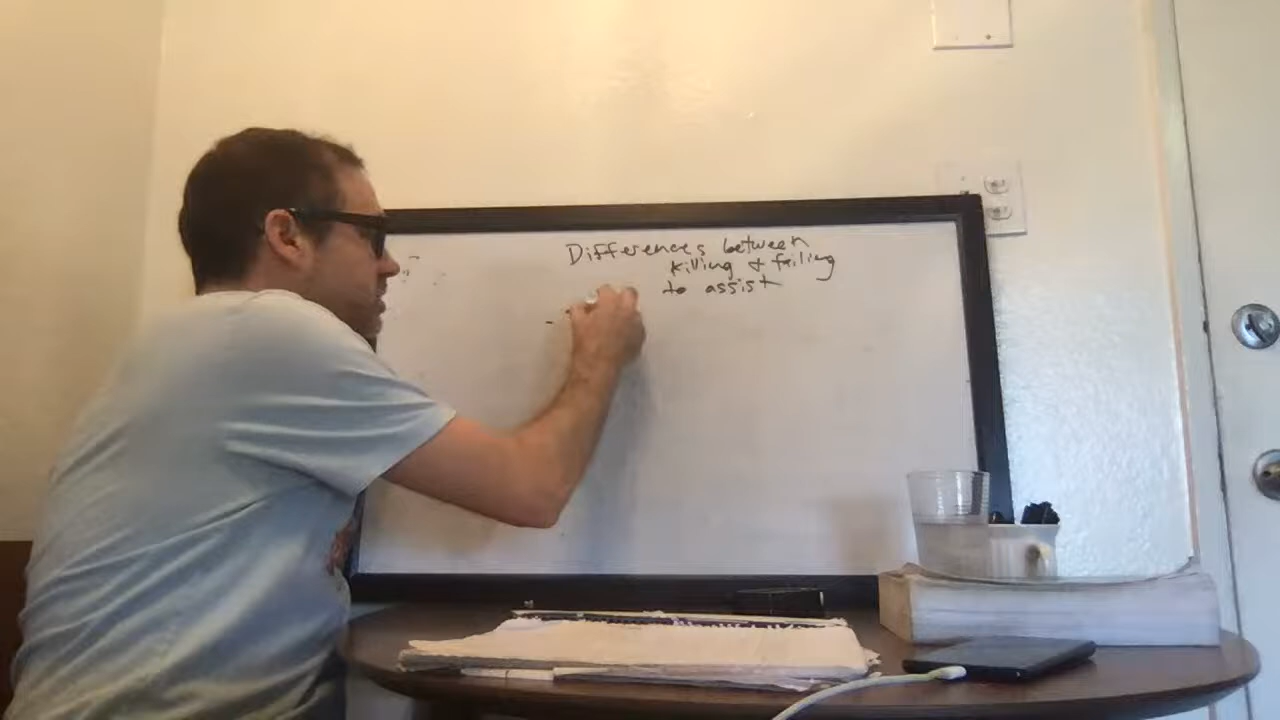 Differences between
killing & failing
to assist